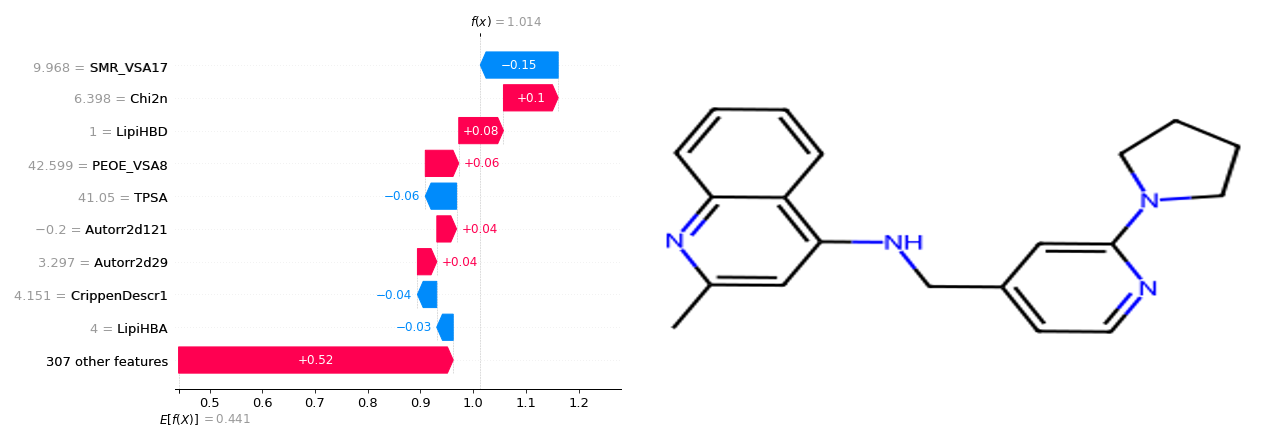 f(x) = 1.014
9.968 = SMR_VSA17
−0.15
6.398 = Chi2n
+0.1
1 = LipiHBD
+0.08
42.599 = PEOE_VSA8
+0.06
41.05 = TPSA
−0.06
−0.2 = Autorr2d121
+0.04
3.297 = Autorr2d29
+0.04
4.151 = CrippenDescr1
−0.04
4 = LipiHBA
−0.03
307 other features
+0.52
0.5 0.6 0.7 0.8 0.9 1.0 1.1 1.2
E[f(X)] = 0.441
N
N
NH
N